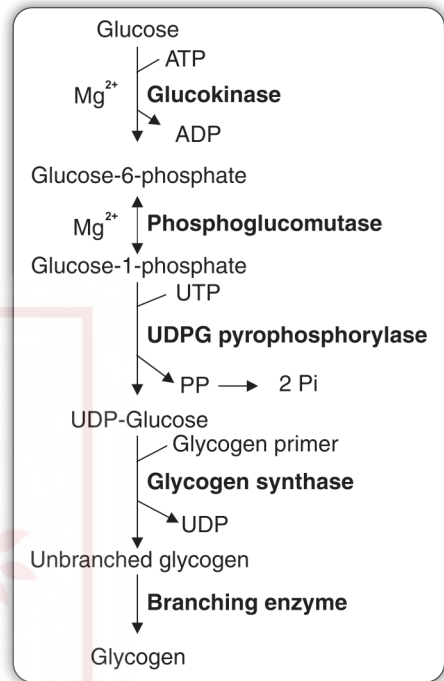 Glucose
ATP
Mg²⁺ Glucokinase
ADP
Glucose-6-phosphate
Mg²⁺ Phosphoglucomutase
Glucose-1-phosphate
UTP
UDPG pyrophosphorylase
PP → 2 Pi
UDP-Glucose
Glycogen primer
Glycogen synthase
UDP
Unbranched glycogen
Branching enzyme
Glycogen